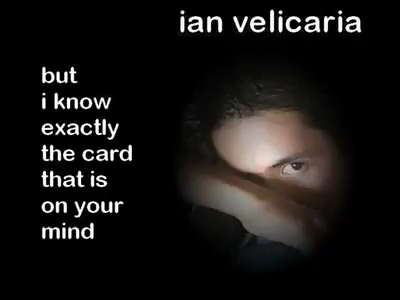 ian velicaria
but
i know
exactly
the card
that is
on your
mind